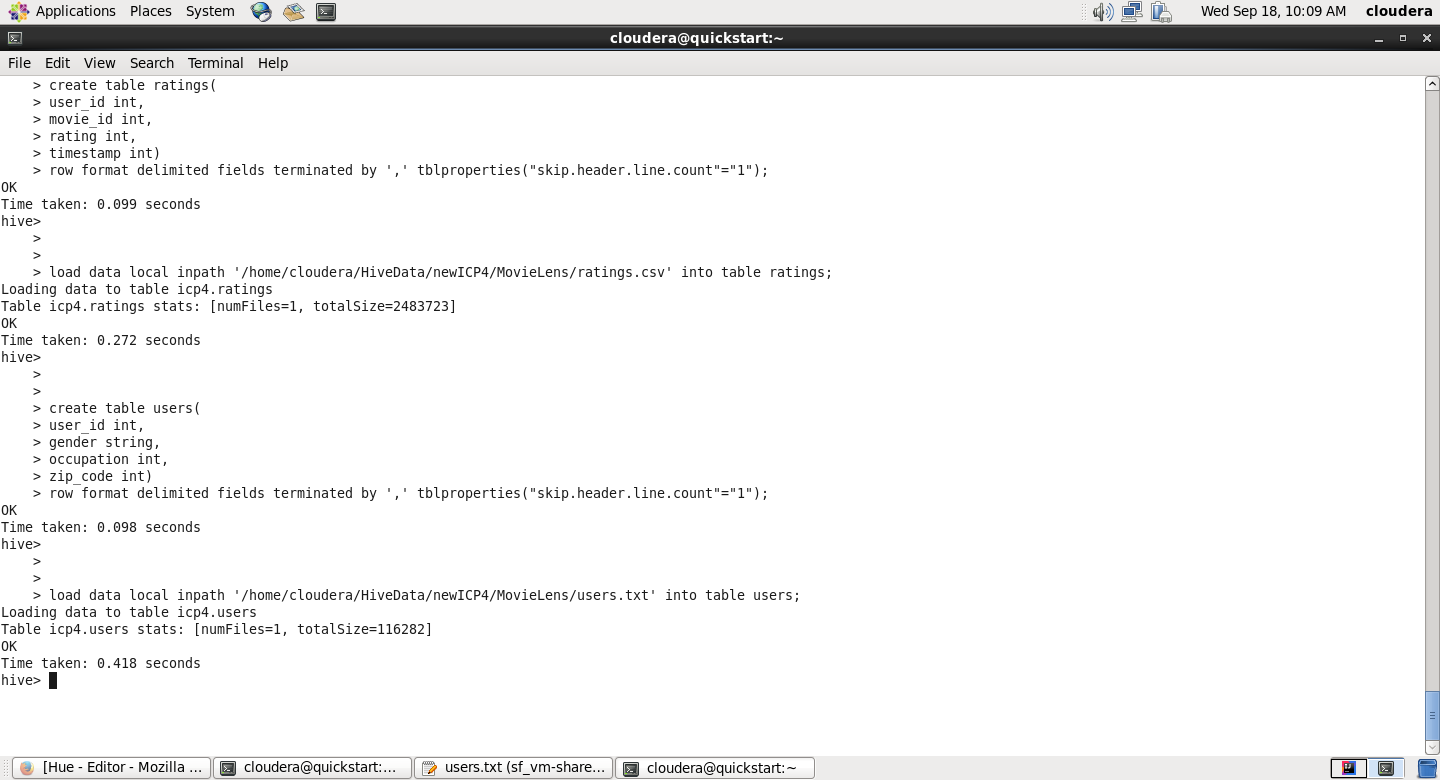 Applications Places System Wed Sep 18, 10:09 AM cloudera
cloudera@quickstart:~
File Edit View Search Terminal Help
> create table ratings(
> user_id int,
> movie_id int,
> rating int,
> timestamp int)
> row format delimited fields terminated by ',' tblproperties("skip.header.line.count"="1");
OK
Time taken: 0.099 seconds
hive>
>
>
> load data local inpath '/home/cloudera/HiveData/newICP4/MovieLens/ratings.csv' into table ratings;
Loading data to table icp4.ratings
Table icp4.ratings stats: [numFiles=1, totalSize=2483723]
OK
Time taken: 0.272 seconds
hive>
>
>
> create table users(
> user_id int,
> gender string,
> occupation int,
> zip_code int)
> row format delimited fields terminated by ',' tblproperties("skip.header.line.count"="1");
OK
Time taken: 0.098 seconds
hive>
>
>
> load data local inpath '/home/cloudera/HiveData/newICP4/MovieLens/users.txt' into table users;
Loading data to table icp4.users
Table icp4.users stats: [numFiles=1, totalSize=116282]
OK
Time taken: 0.418 seconds
hive>
[Hue - Editor - Mozilla ... cloudera@quickstart:... users.txt (sf_vm-share... cloudera@quickstart:~